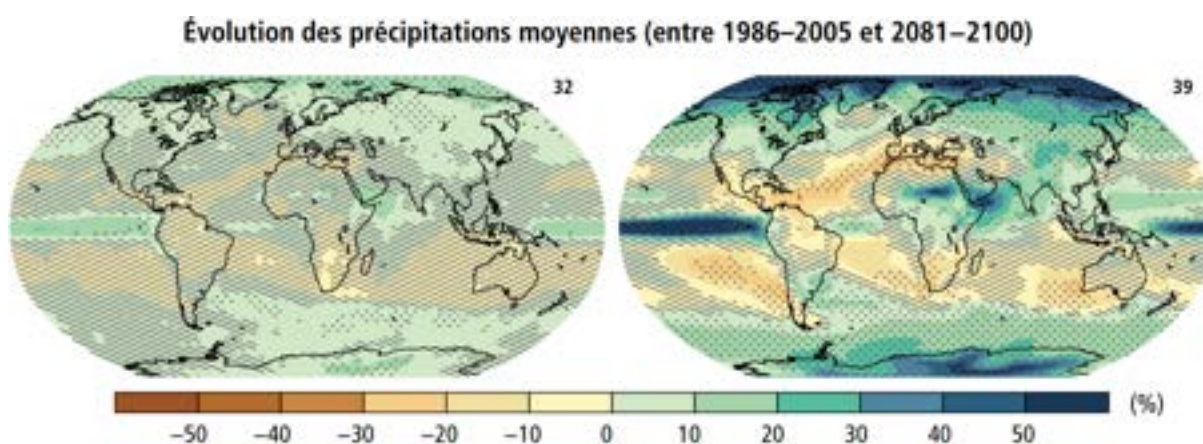 Évolution des précipitations moyennes (entre 1986–2005 et 2081–2100)
32
39
(%)
–50 –40 –30 –20 –10 0 10 20 30 40 50